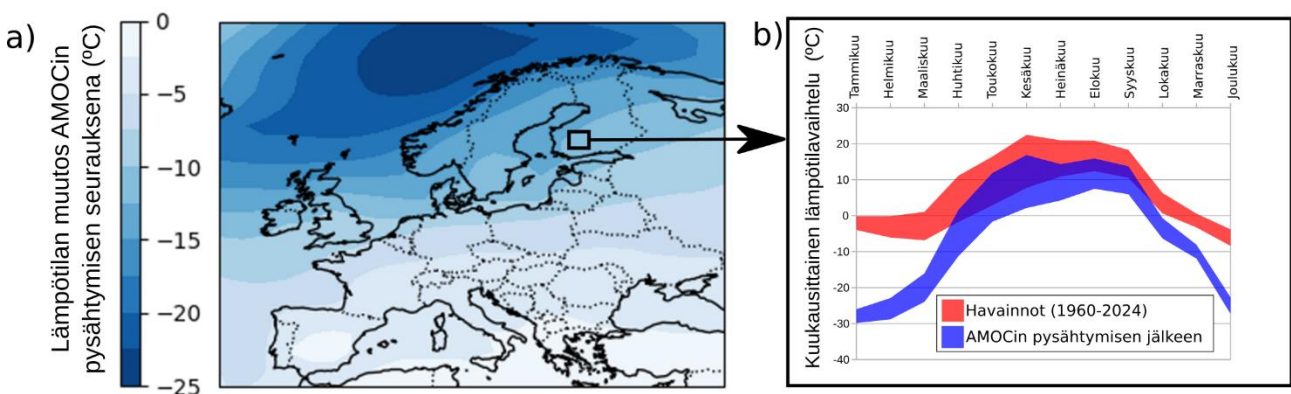 a)
Lämpötilan muutos AMOCin
pysähtymisen seurauksena (ºC)
0
−5
−10
−15
−20
−25
b)
Kuukausittainen lämpötilavaihtelu (ºC)
Tammikuu
Helmikuu
Maaliskuu
Huhtikuu
Toukokuu
Kesäkuu
Heinäkuu
Elokuu
Syyskuu
Lokakuu
Marraskuu
Joulukuu
30
20
10
0
-10
-20
-30
-40
Havainnot (1960-2024)
AMOCin pysähtymisen jälkeen